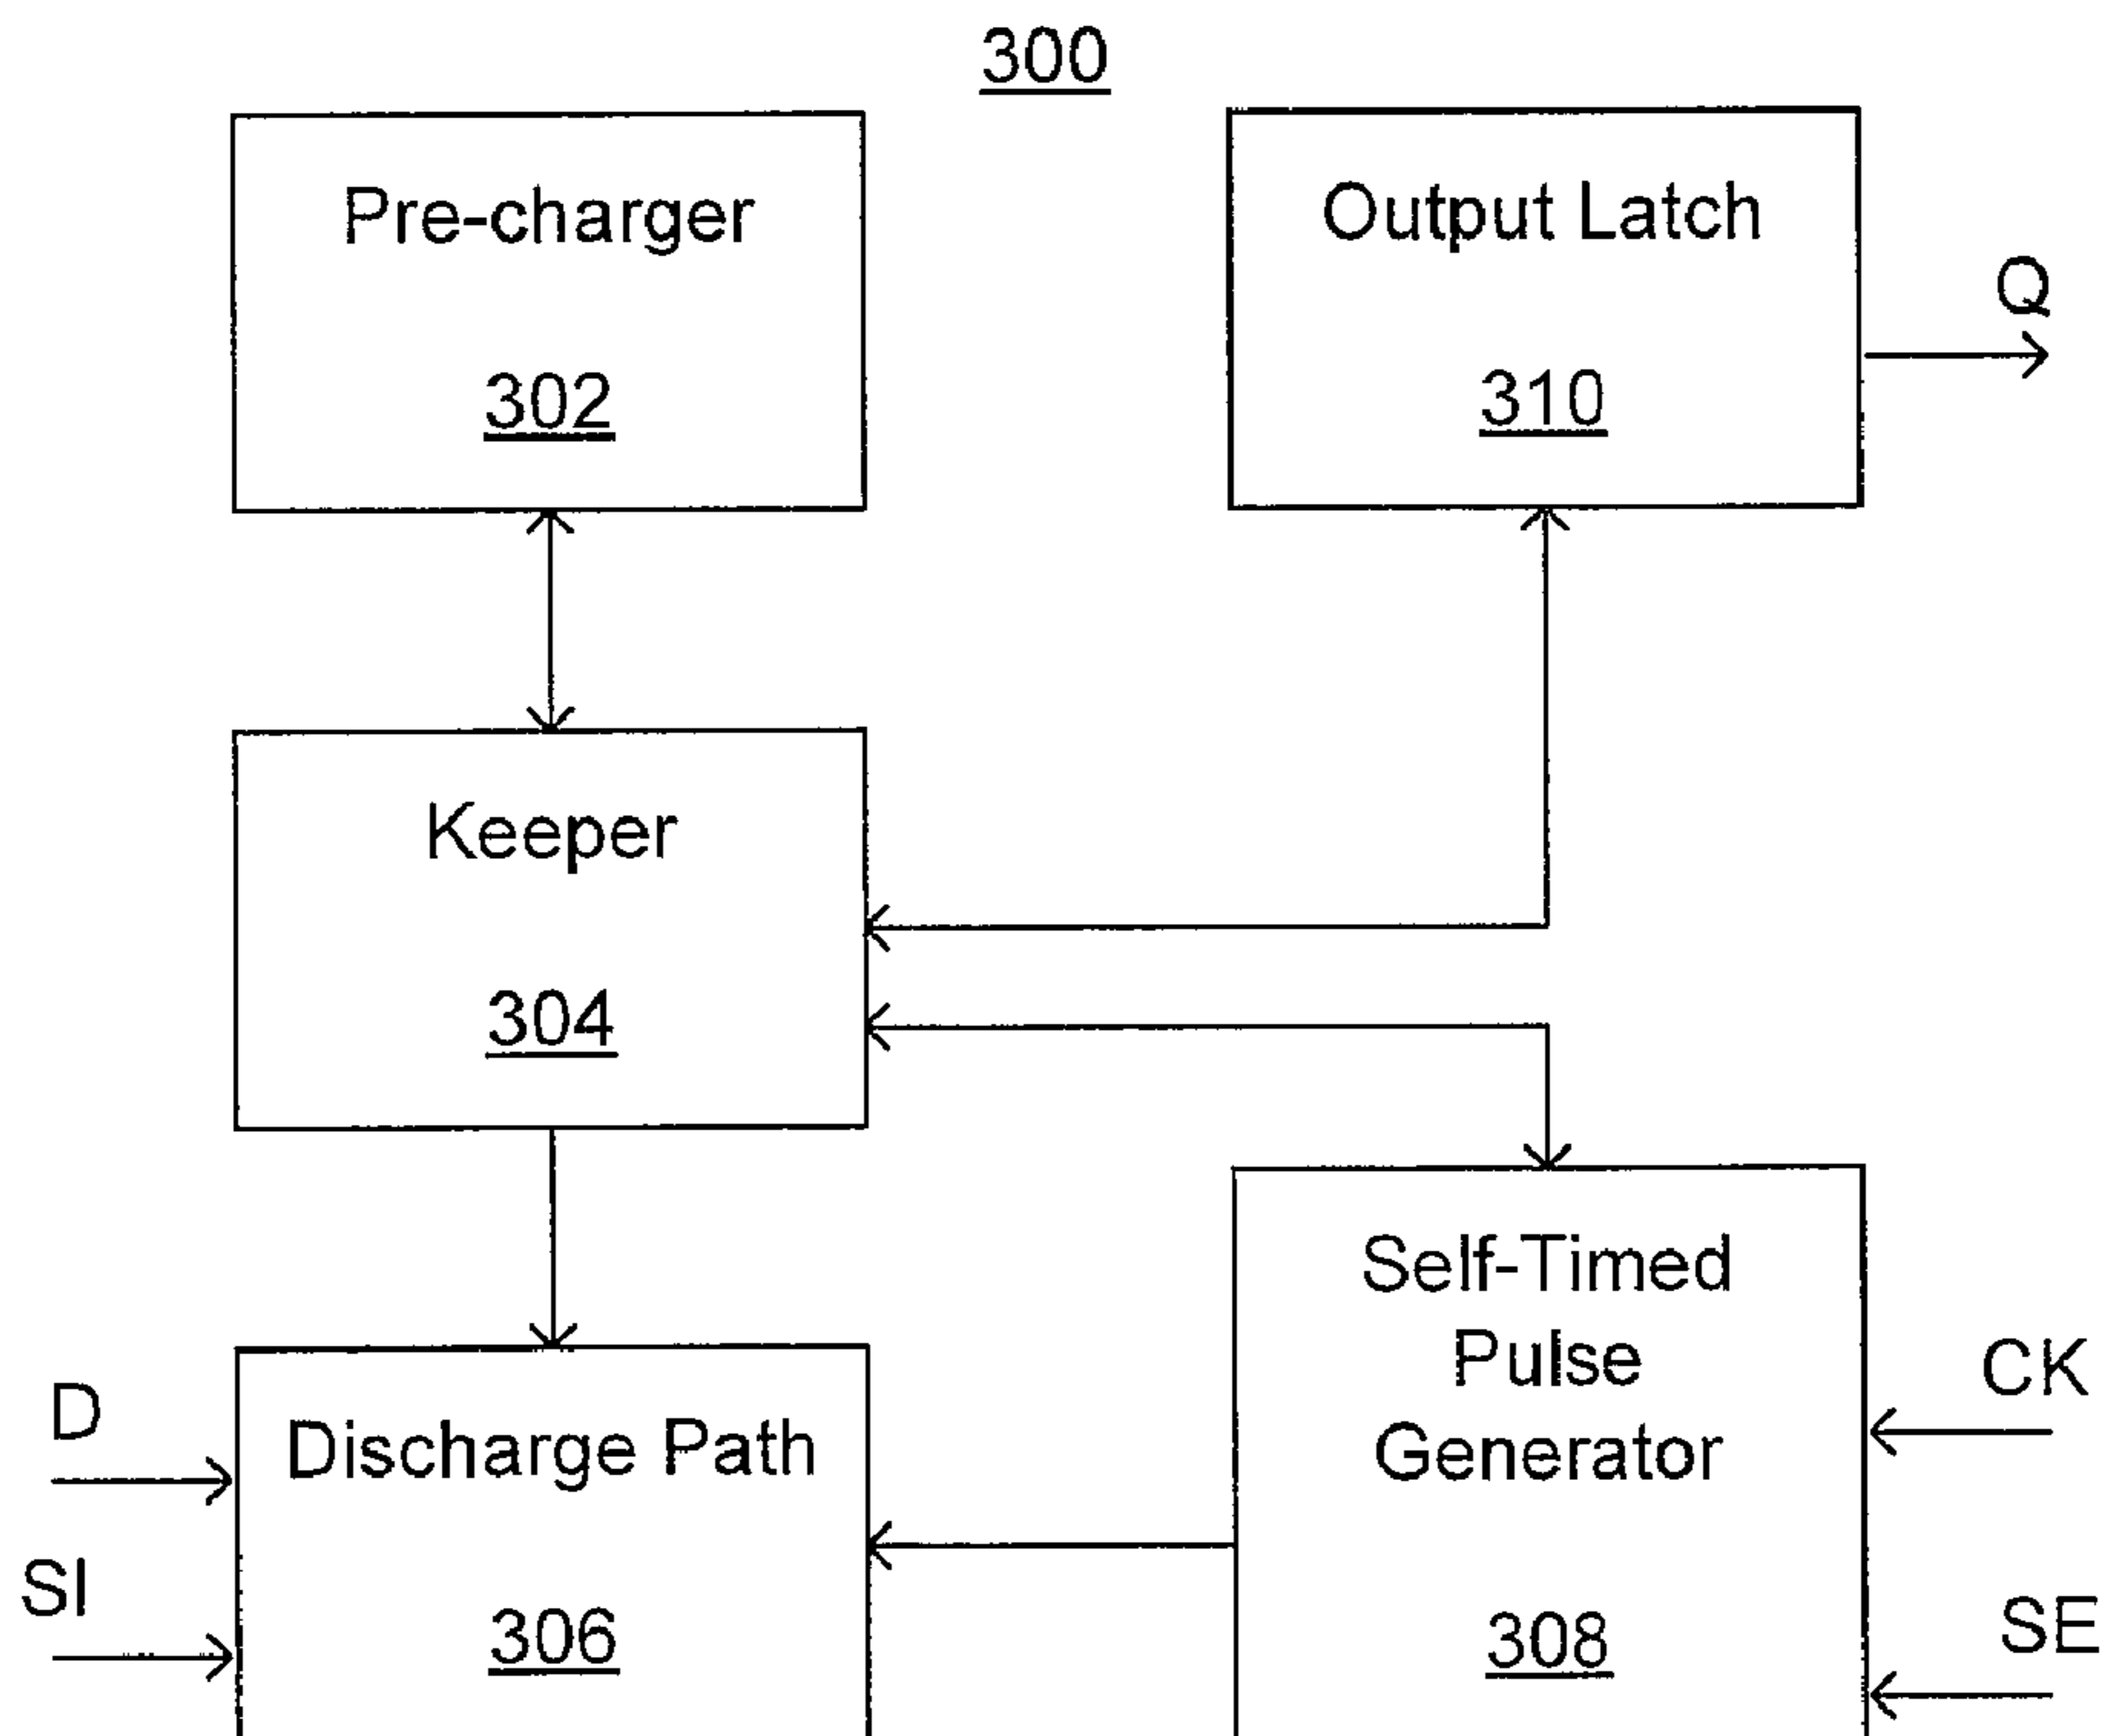 300
Pre-charger
302
Output Latch
310
Q
Keeper
304
D
SI
Discharge Path
306
Self-Timed
Pulse
Generator
308
CK
SE